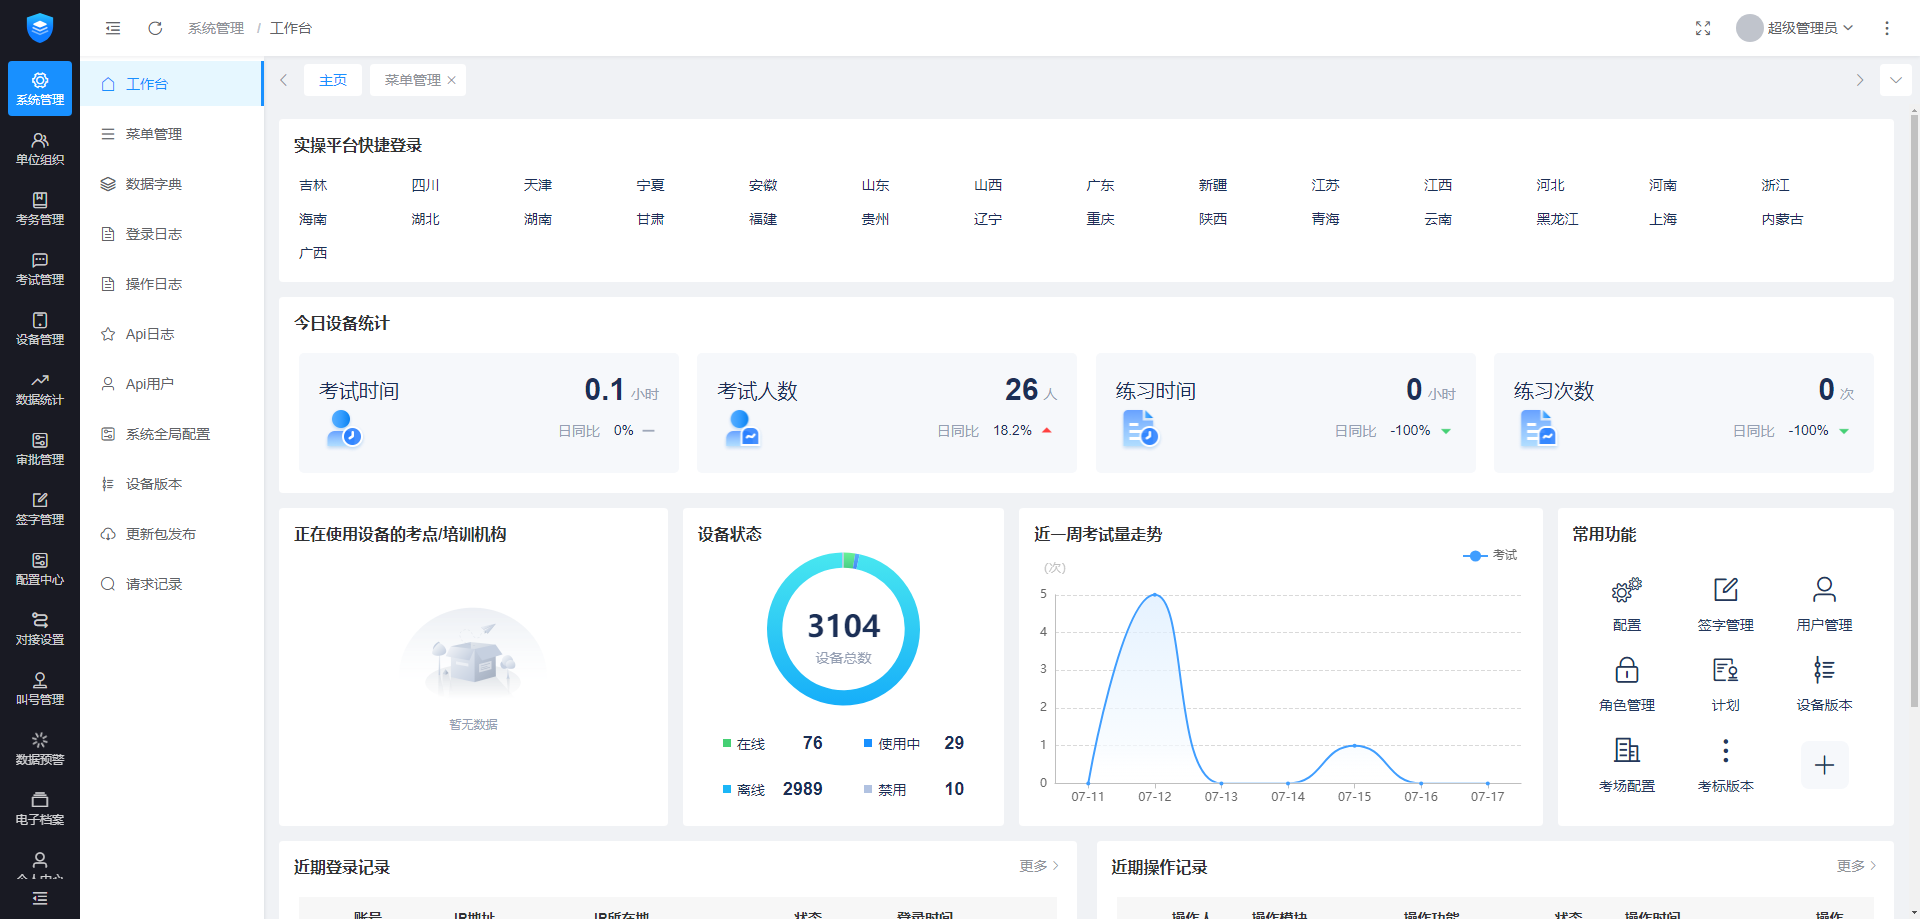 系统管理 / 工作台
超级管理员
系统管理
单位组织
考务管理
考试管理
设备管理
数据统计
审批管理
签字管理
配置中心
对接设置
叫号管理
数据预警
电子档案
个人中心
工作台
菜单管理
数据字典
登录日志
操作日志
Api日志
Api用户
系统全局配置
设备版本
更新包发布
请求记录
主页 菜单管理
实操平台快捷登录
吉林 四川 天津 宁夏 安徽 山东 山西 广东 新疆 江苏 江西 河北 河南 浙江
海南 湖北 湖南 甘肃 福建 贵州 辽宁 重庆 陕西 青海 云南 黑龙江 上海 内蒙古
广西
今日设备统计
考试时间 0.1 小时
日同比 0%
考试人数 26 人
日同比 18.2%
练习时间 0 小时
日同比 -100%
练习次数 0 次
日同比 -100%
正在使用设备的考点/培训机构
暂无数据
设备状态
3104
设备总数
在线 76 使用中 29
离线 2989 禁用 10
近一周考试量走势
考试
(次)
5
4
3
2
1
0
07-11 07-12 07-13 07-14 07-15 07-16 07-17
常用功能
配置 签字管理 用户管理
角色管理 计划 设备版本
考场配置 考标版本
近期登录记录 更多
账号 IP地址 IP所在地 状态 登录时间
近期操作记录 更多
操作人 操作模块 操作功能 状态 操作时间 操作